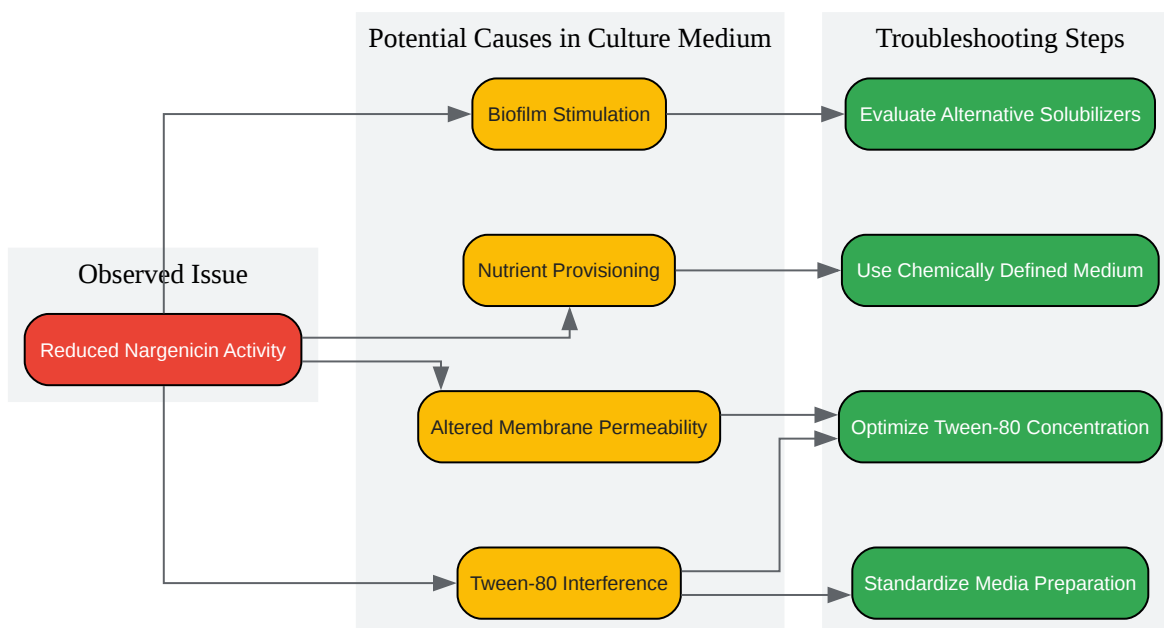 Potential Causes in Culture Medium
Troubleshooting Steps
Biofilm Stimulation
Evaluate Alternative Solubilizers
Nutrient Provisioning
Use Chemically Defined Medium
Observed Issue
Reduced Nargenicin Activity
Altered Membrane Permeability
Optimize Tween-80 Concentration
Tween-80 Interference
Standardize Media Preparation